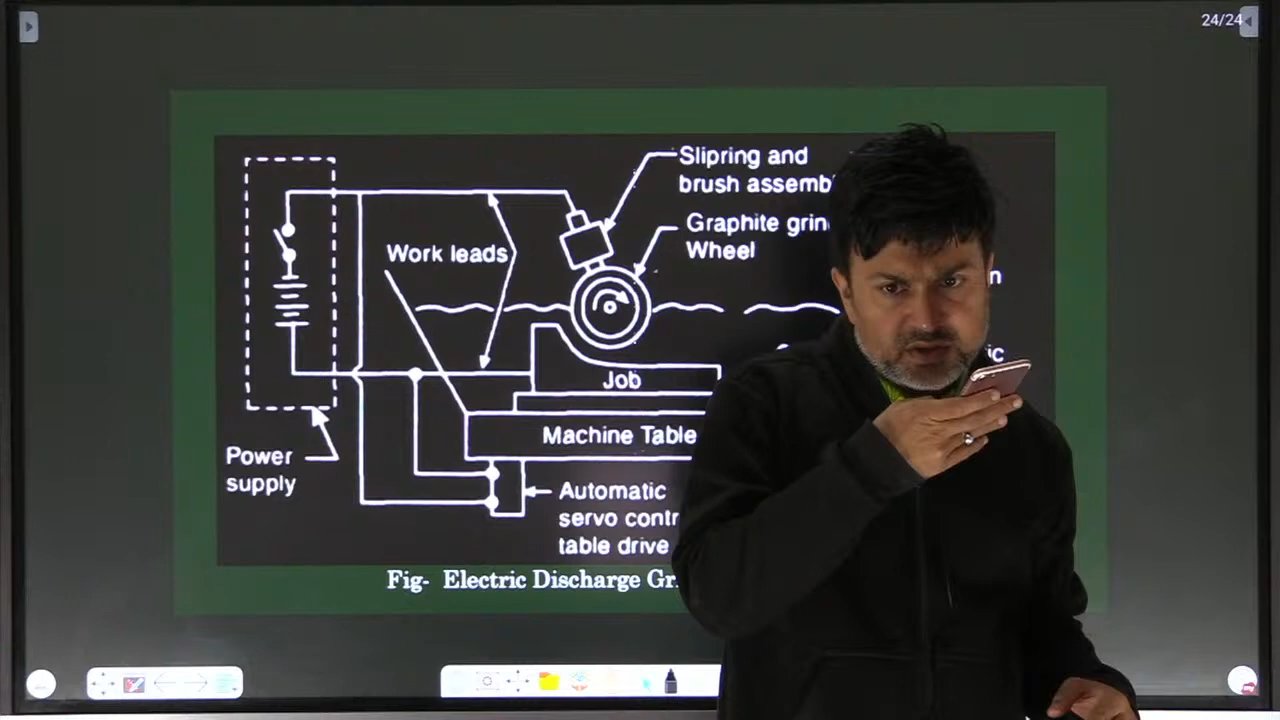 24/24
Slipring and
brush assemb
Graphite grin
Wheel
Work leads
n
ic
Job
Machine Table
Power
supply
Automatic
servo contr
table drive
Fig- Electric Discharge Gr